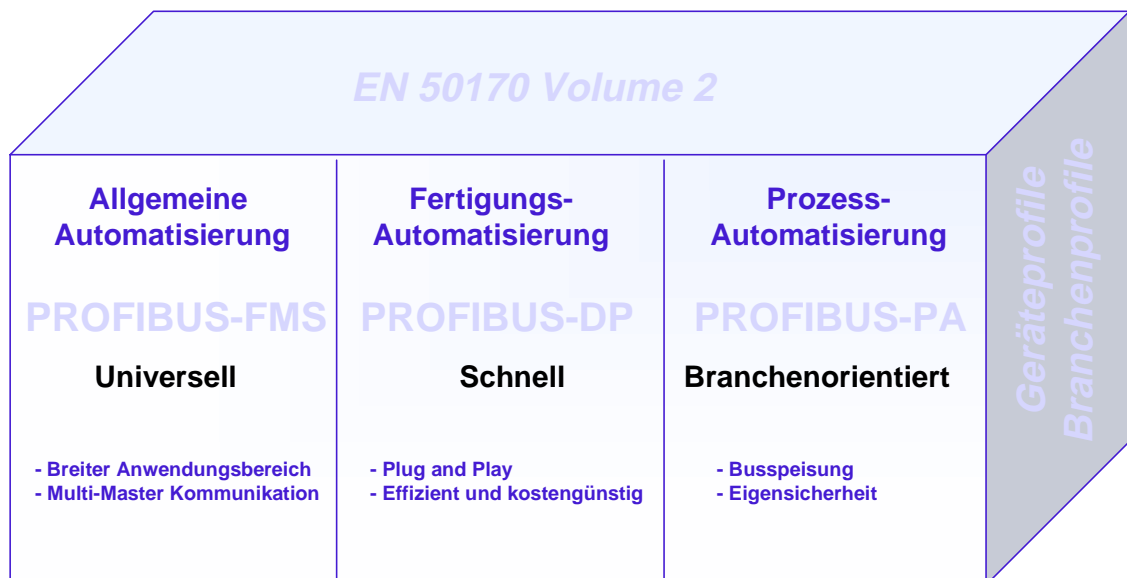 EN 50170 Volume 2
Allgemeine
Automatisierung
PROFIBUS-FMS
Universell
- Breiter Anwendungsbereich
- Multi-Master Kommunikation
Fertigungs-
Automatisierung
PROFIBUS-DP
Schnell
- Plug and Play
- Effizient und kostengünstig
Prozess-
Automatisierung
PROFIBUS-PA
Branchenorientiert
- Busspeisung
- Eigensicherheit
Geräteprofile
Branchenprofile